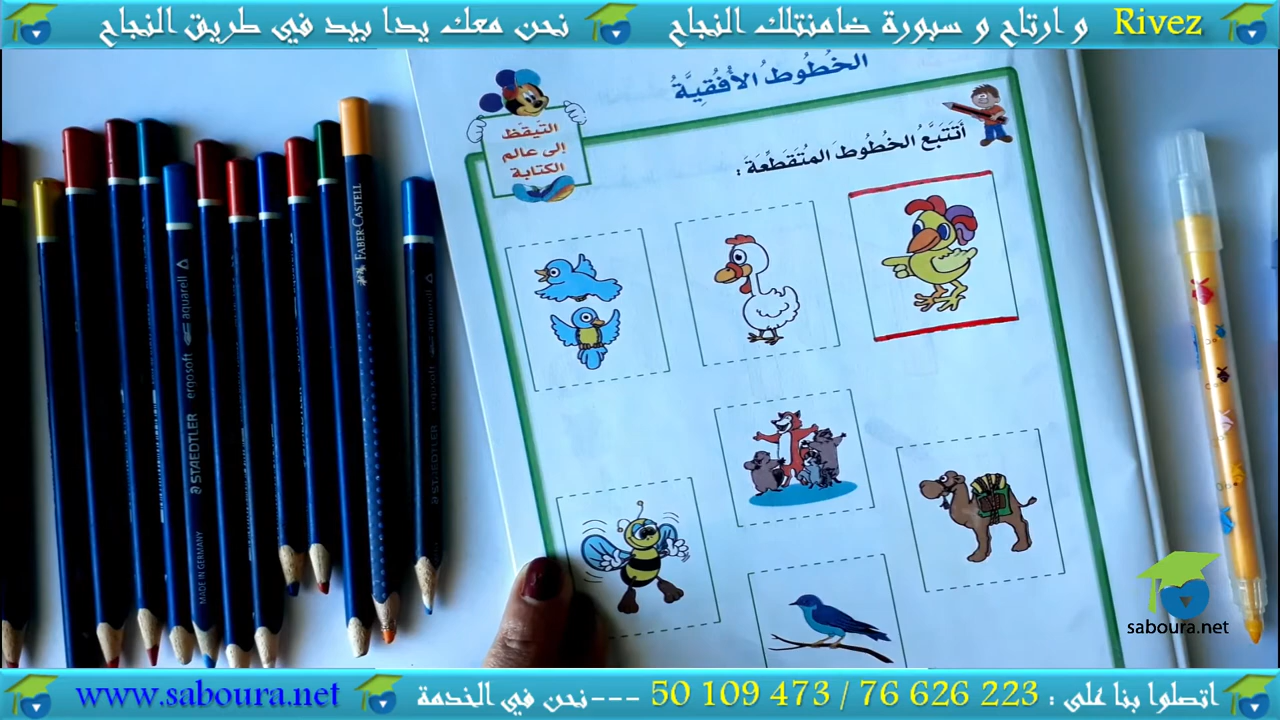 Rivez و ارتاح و سبورة ضامنتلك النجاح نحن معك يدا بيد في طريق النجاح
الخُطُوطُ الأُفُقِيَّةُ
التيقّظ
إلى عالم
الكتابة
أَتَتَبَّعُ الخُطُوطَ المُتَقَطِّعَةَ :
FABER-CASTELL
STAEDTLER ergosoft aquarell
MADE IN GERMANY
saboura.net
اتصلوا بنا على : 50 109 473 / 76 626 223 ---نحن في الخدمة www.saboura.net